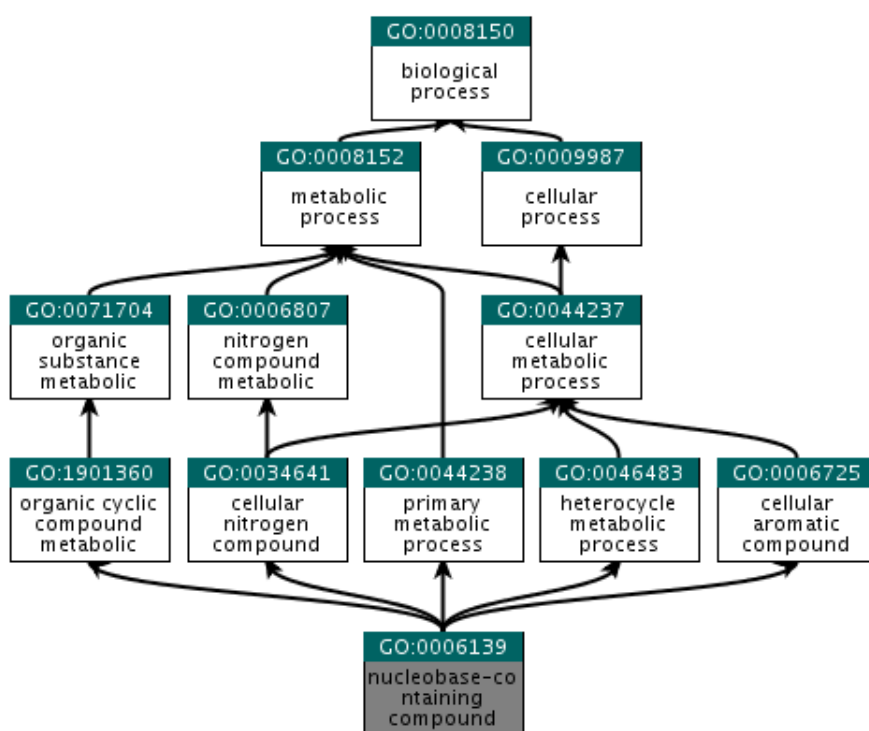 GO:0008150
biological
process
GO:0008152
metabolic
process
GO:0009987
cellular
process
GO:0071704
organic
substance
metabolic
GO:0006807
nitrogen
compound
metabolic
GO:0044237
cellular
metabolic
process
GO:1901360
organic cyclic
compound
metabolic
GO:0034641
cellular
nitrogen
compound
GO:0044238
primary
metabolic
process
GO:0046483
heterocycle
metabolic
process
GO:0006725
cellular
aromatic
compound
GO:0006139
nucleobase-co
ntaining
compound